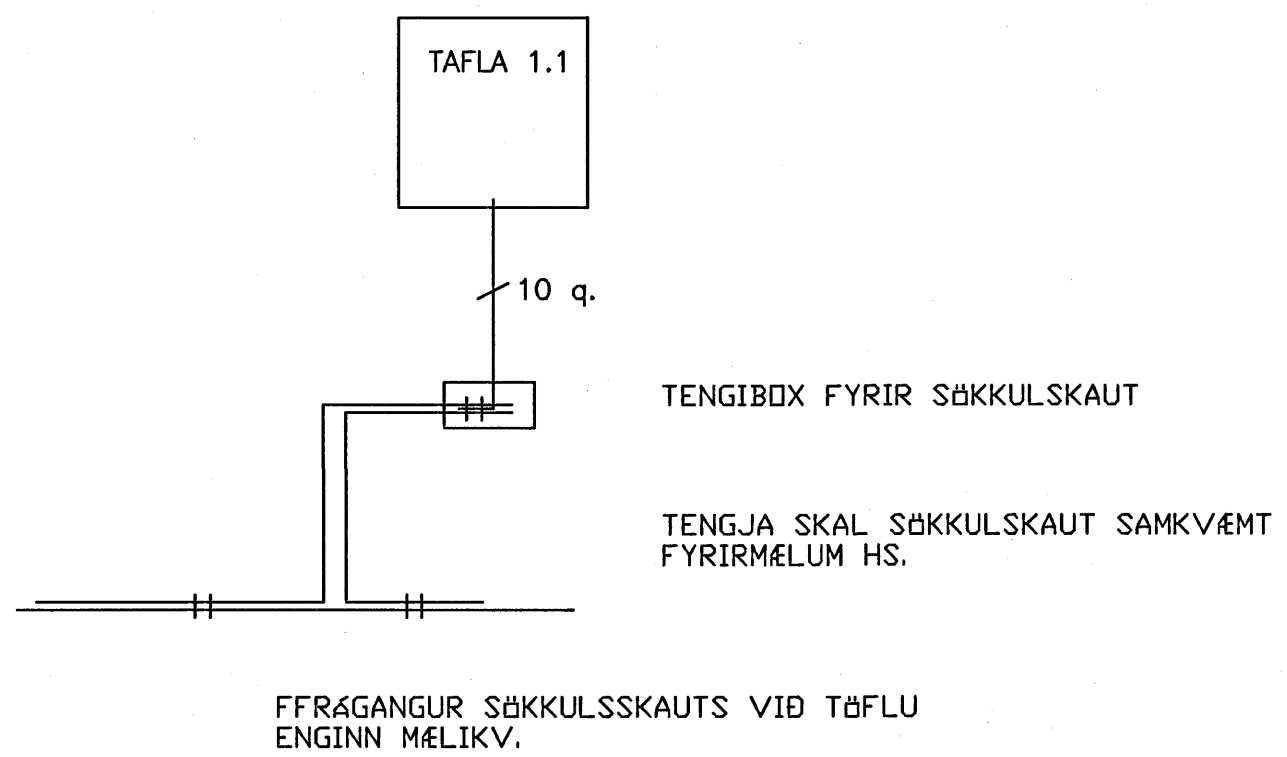 TAFLA 1.1
10 q.
TENGIBOX FYRIR SÖKKULSKAUT
TENGJA SKAL SÖKKULSKAUT SAMKVÆMT
FYRIRMÆLUM HS.
FFRÁGANGUR SÖKKULSSKAUTS VIÐ TÖFLU
ENGINN MÆLIKV.